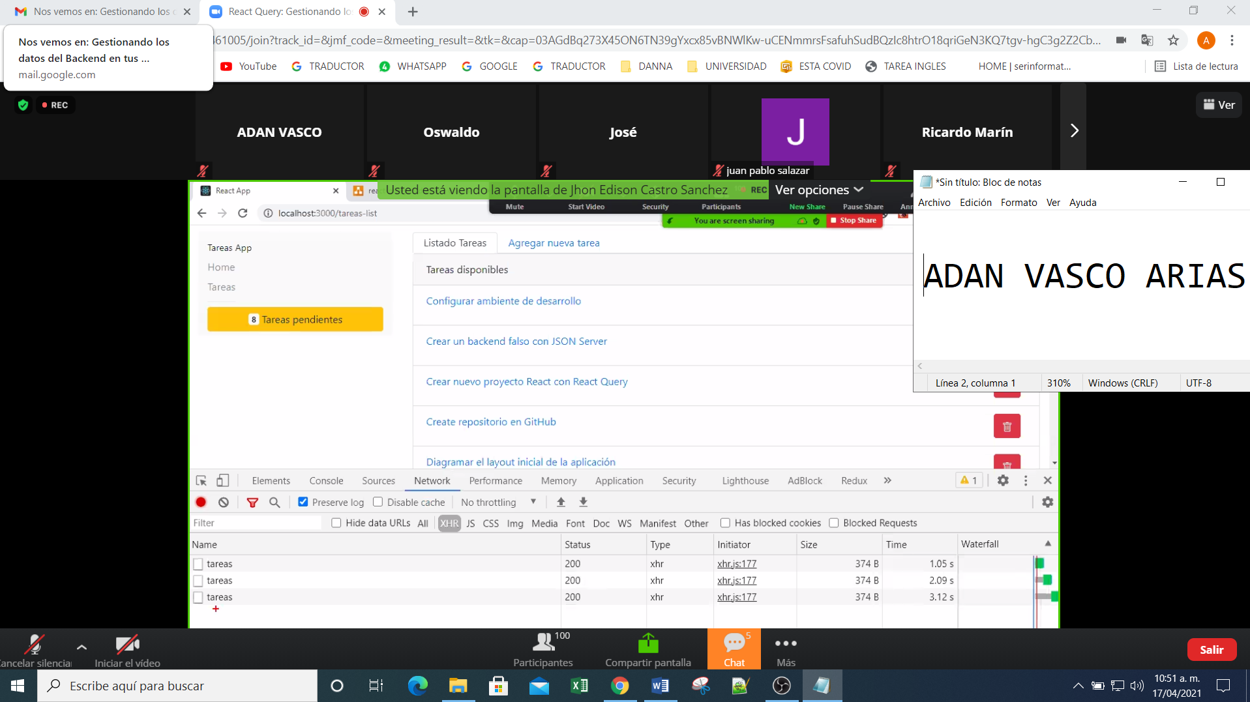 Nos vemos en: Gestionando los d
React Query: Gestionando los
Nos vemos en: Gestionando los
datos del Backend en tus ...
mail.google.com
61005/join?track_id=&jmf_code=&meeting_result=&tk=&cap=03AGdBq273X45ON6TN39gYxcx85vBNWlKw-uCENmmrsFsafuhSudBQzlc8htrO18qriGeN3KQ7tgv-hgC3g2Z2Cb...
A
YouTube
TRADUCTOR
WHATSAPP
GOOGLE
TRADUCTOR
DANNA
UNIVERSIDAD
ESTA COVID
TAREA INGLES
HOME | serinformat...
Lista de lectura
REC
ADAN VASCO
Oswaldo
José
J
juan pablo salazar
Ricardo Marín
Ver
React App
rea
Usted está viendo la pantalla de Jhon Edison Castro Sanchez
REC
Ver opciones
Mute
Start Video
Security
Participants
New Share
Pause Share
Ann
You are screen sharing
Stop Share
localhost:3000/tareas-list
*Sin título: Bloc de notas
Archivo Edición Formato Ver Ayuda
ADAN VASCO ARIAS
Línea 2, columna 1
310%
Windows (CRLF)
UTF-8
Tareas App
Home
Tareas
8 Tareas pendientes
Listado Tareas
Agregar nueva tarea
Tareas disponibles
Configurar ambiente de desarrollo
Crear un backend falso con JSON Server
Crear nuevo proyecto React con React Query
Create repositorio en GitHub
Diagramar el layout inicial de la aplicación
Elements Console Sources Network Performance Memory Application Security Lighthouse AdBlock Redux » 1
Preserve log Disable cache No throttling
Filter Hide data URLs All XHR JS CSS Img Media Font Doc WS Manifest Other Has blocked cookies Blocked Requests
Name Status Type Initiator Size Time Waterfall
tareas 200 xhr xhr.js:177 374 B 1.05 s
tareas 200 xhr xhr.js:177 374 B 2.09 s
tareas 200 xhr xhr.js:177 374 B 3.12 s
ancelar silencia
Iniciar el vídeo
100
Participantes
Compartir pantalla
5
Chat
Más
Salir
Escribe aquí para buscar
10:51 a. m.
17/04/2021